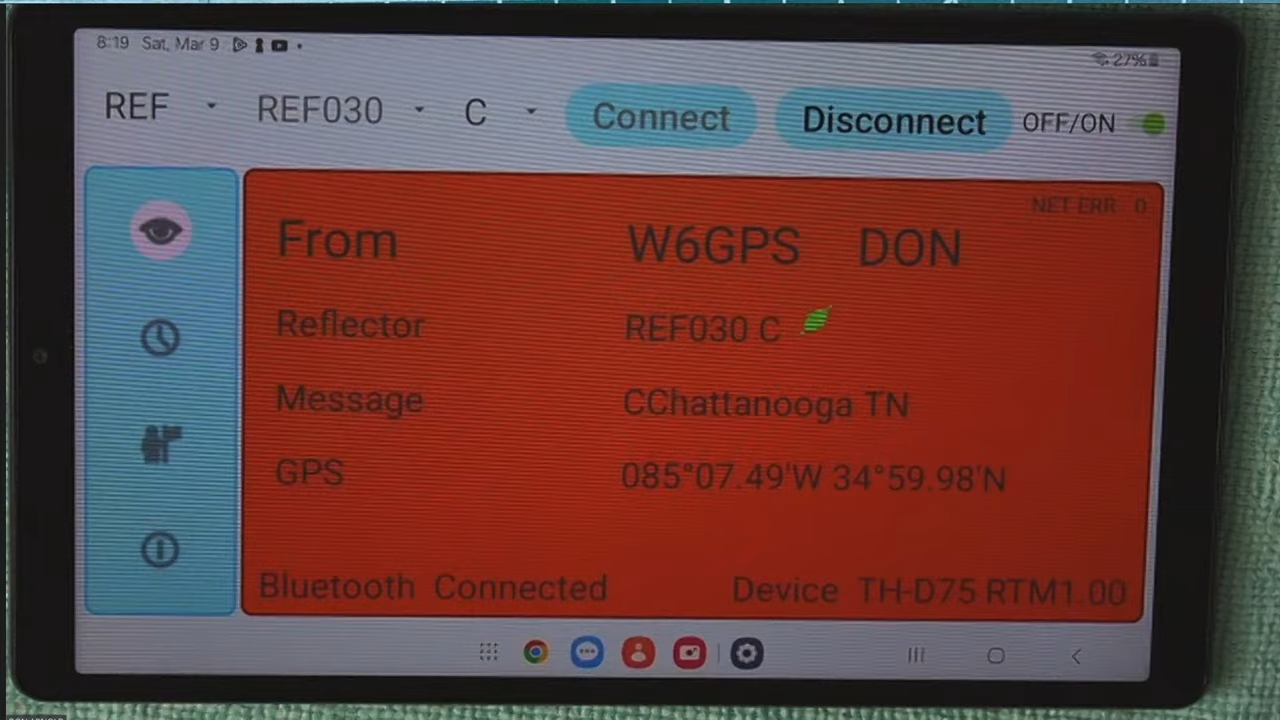 8:19 Sat, Mar 9 27%
REF REF030 C Connect Disconnect OFF/ON
NET ERR 0
From W6GPS DON
Reflector REF030 C
Message CChattanooga TN
GPS 085°07.49'W 34°59.98'N
Bluetooth Connected Device TH-D75 RTM1.00